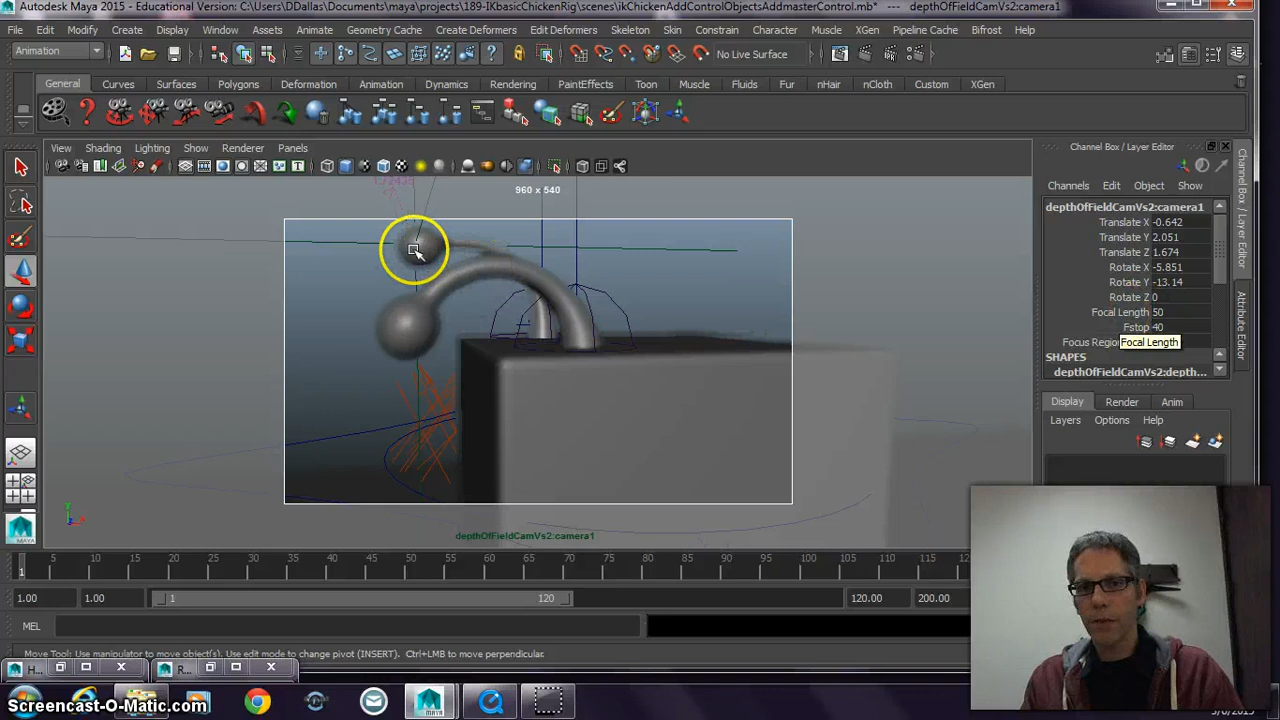 Autodesk Maya 2015 - Educational Version: C:\Users\DDallas\Documents\maya\projects\189-IKbasicChickenRig\scenes\ikChickenAddControlObjectsAddmasterControl.mb* --- depthOfFieldCamVs2:camera1
File Edit Modify Create Display Window Assets Animate Geometry Cache Create Deformers Edit Deformers Skeleton Skin Constrain Character Muscle XGen Pipeline Cache Bifrost Help
Animation No Live Surface
General Curves Surfaces Polygons Deformation Animation Dynamics Rendering PaintEffects Toon Muscle Fluids Fur nHair nCloth Custom XGen
View Shading Lighting Show Renderer Panels
Channel Box / Layer Editor
Channels Edit Object Show
960 x 540
depthOfFieldCamVs2:camera1
Translate X -0.642
Translate Y 2.051
Translate Z 1.674
Rotate X -5.851
Rotate Y -13.14
Rotate Z 0
Focal Length 50
Fstop 40
Focus Region
Focal Length
SHAPES
depthOfFieldCamVs2:depth...
Display Render Anim
Layers Options Help
Channel Box / Layer Editor
Attribute Editor
depthOfFieldCamVs2:camera1
1 5 10 15 20 25 30 35 40 45 50 55 60 65 70 75 80 85 90 95 100 105 110 115 12
1.00 1.00 1 120 120.00 200.00
MEL
Move Tool: Use manipulator to move object(s). Use edit mode to change pivot (INSERT). Ctrl+LMB to move perpendicular.
H... R...
Screencast-O-Matic.com